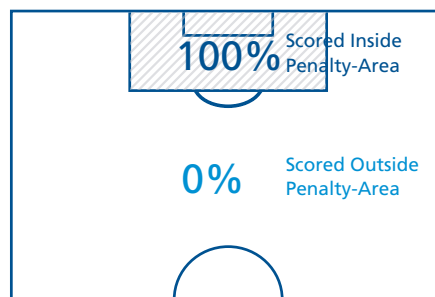 100%
Scored Inside
Penalty-Area
0%
Scored Outside
Penalty-Area